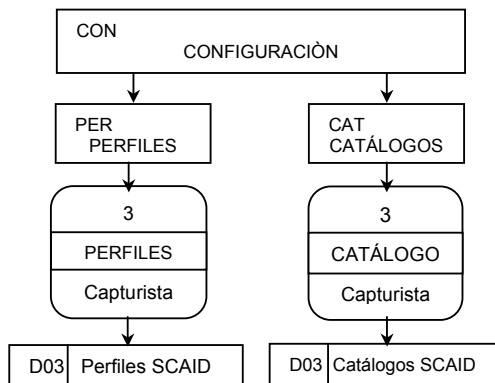 CON
CONFIGURACIÒN
PER
PERFILES
CAT
CATÁLOGOS
3
PERFILES
Capturista
3
CATÁLOGO
Capturista
D03 Perfiles SCAID
D03 Catálogos SCAID